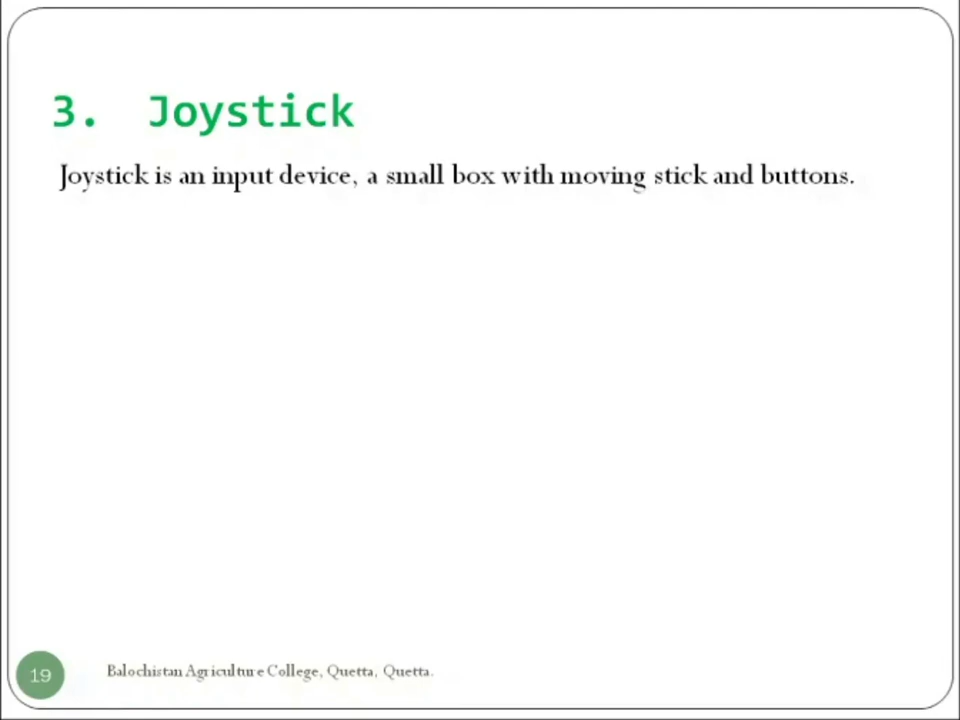 3. Joystick
Joystick is an input device, a small box with moving stick and buttons.
19
Balochistan Agriculture College, Quetta, Quetta.